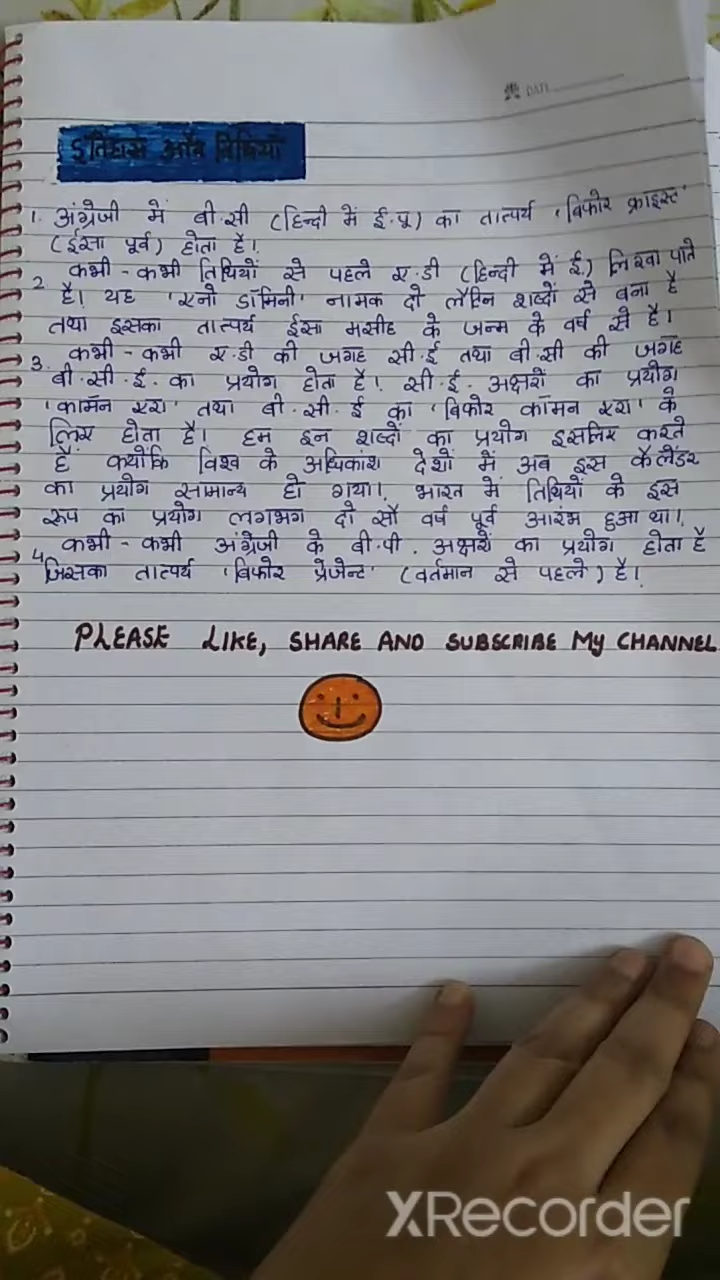 DATE
इतिहास और तिथियाँ
1. अंग्रेजी में बी.सी (हिन्दी में ई.पू) का तात्पर्य 'बिफोर क्राइस्ट'
(ईसा पूर्व) होता है।
2 कभी-कभी तिथियों से पहले ए.डी (हिन्दी में ई.) लिखा पाते
है। यह 'एनो डॉमिनी' नामक दो लैटिन शब्दों से बना है
तथा इसका तात्पर्य ईसा मसीह के जन्म के वर्ष से है।
3. कभी-कभी ए.डी की जगह सी.ई तथा बी.सी की जगह
बी.सी.ई. का प्रयोग होता है। सी.ई. अक्षरों का प्रयोग
'कॉमन एरा' तथा बी.सी.ई का 'बिफोर कॉमन एरा' के
लिए होता है। हम इन शब्दों का प्रयोग इसलिए करते
हैं क्योंकि विश्व के अधिकांश देशों में अब इस कैलेंडर
का प्रयोग सामान्य हो गया। भारत में तिथियों के इस
रूप का प्रयोग लगभग दो सौ वर्ष पूर्व आरंभ हुआ था।
4. कभी-कभी अंग्रेजी के बी.पी. अक्षरों का प्रयोग होता है
जिसका तात्पर्य 'बिफोर प्रेजेन्ट' (वर्तमान से पहले) है।
PLEASE LIKE, SHARE AND SUBSCRIBE My CHANNEL
XRecorder